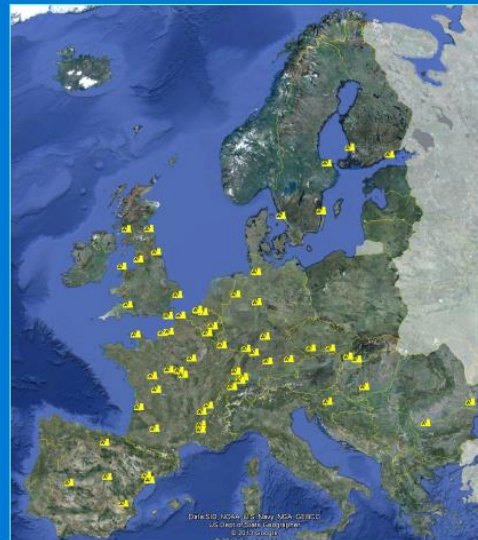 Data SIO, NOAA, U.S. Navy, NGA, GEBCO
US Dept of State Geographer
© 2013 Google